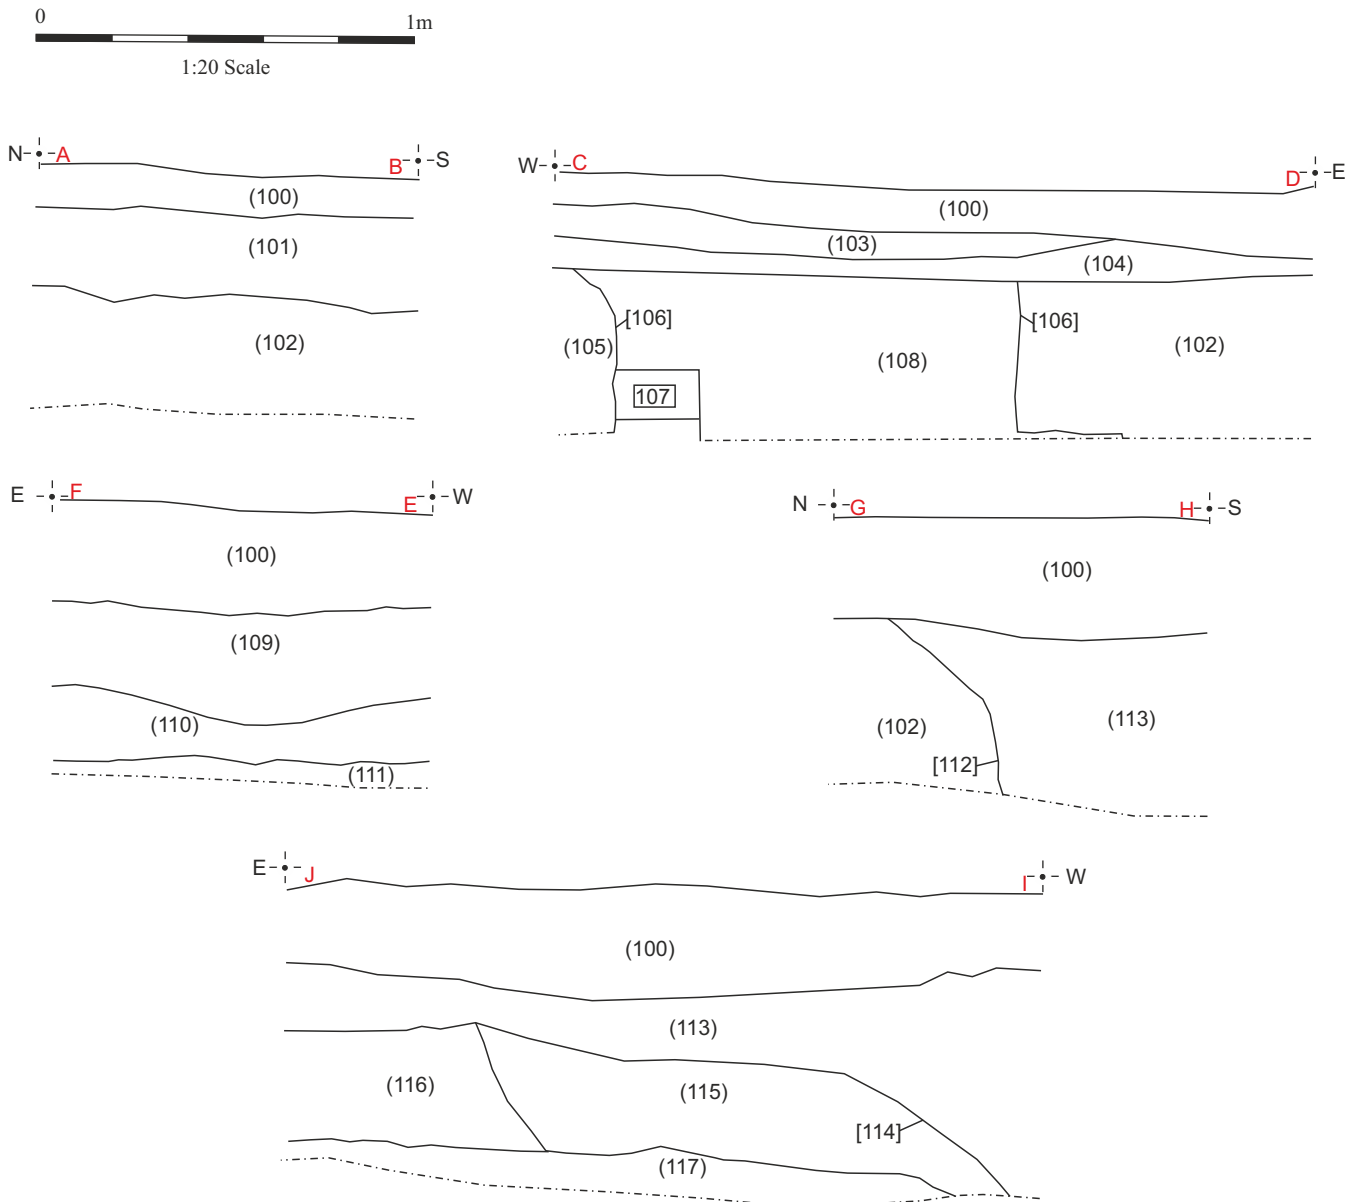 0 1m
1:20 Scale
N A B S
(100)
(101)
(102)
W C D E
(100)
(103)
(104)
[106] [106]
(105) (108) (102)
107
E F E W
(100)
(109)
(110)
(111)
N G H S
(100)
(102) (113)
[112]
E J I W
(100)
(113)
(116) (115)
[114]
(117)